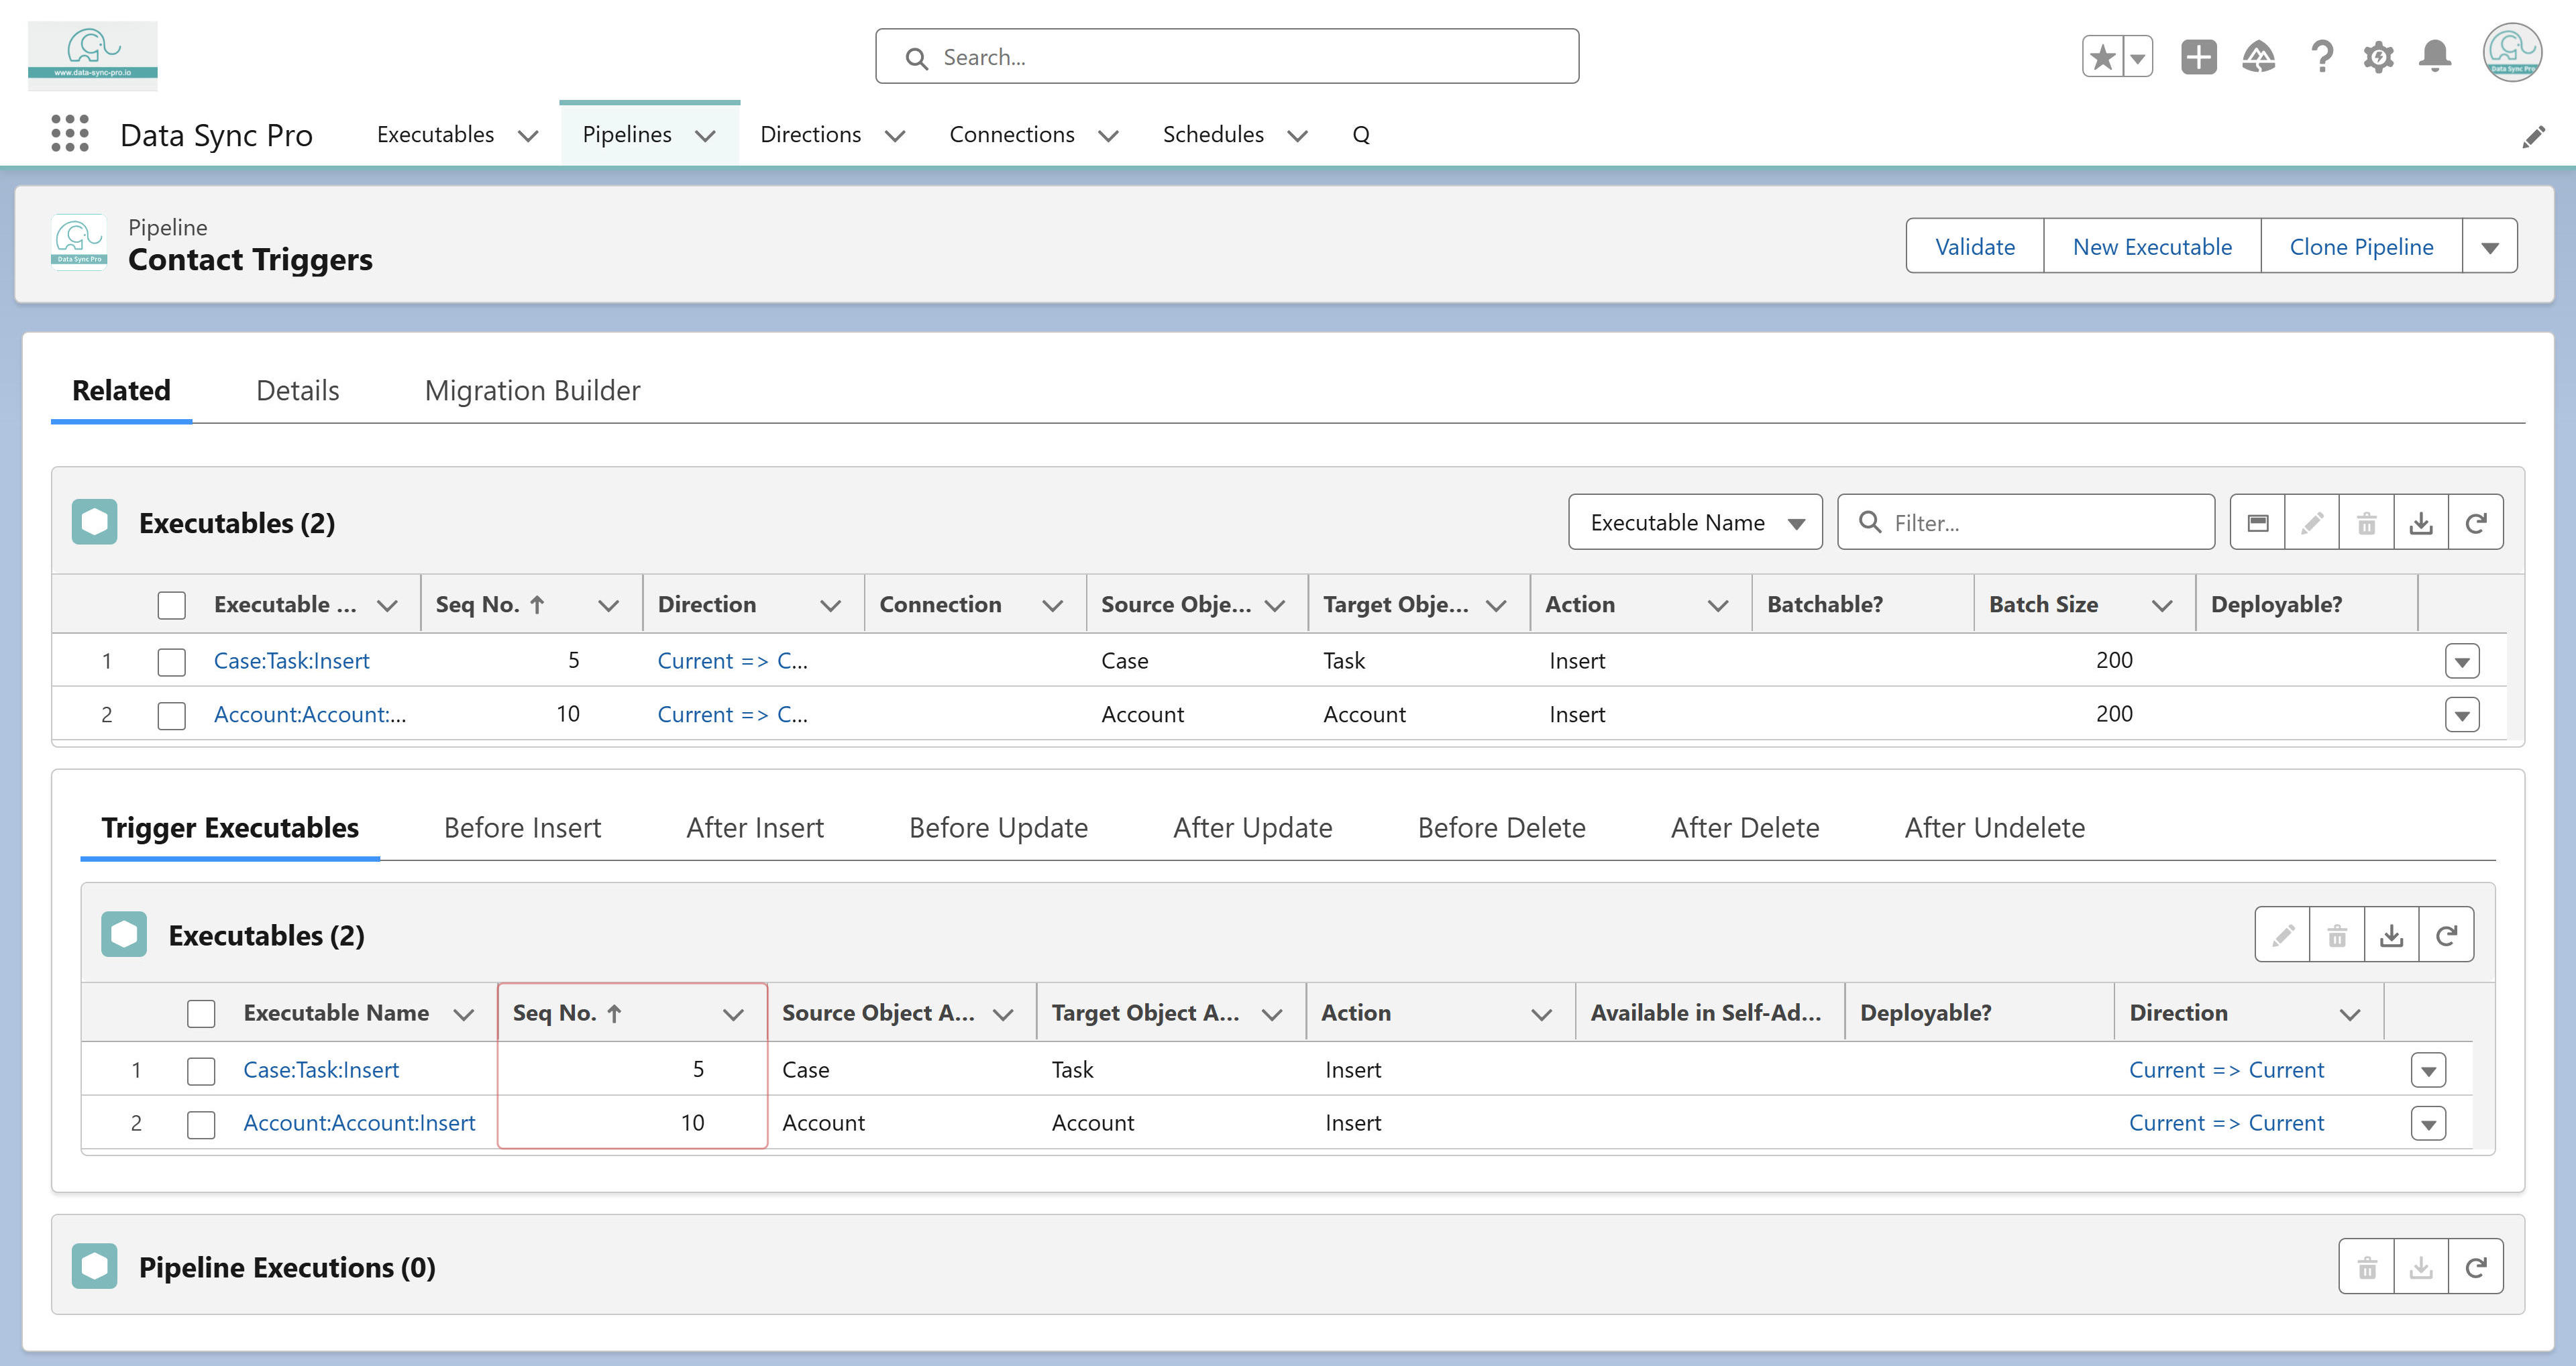 www.data-sync-pro.io
Search...
Data Sync Pro
Data Sync Pro
Executables
Pipelines
Directions
Connections
Schedules
Q
Data Sync Pro
Pipeline
Contact Triggers
Validate
New Executable
Clone Pipeline
Related
Details
Migration Builder
Executables (2)
Executable Name
Filter...
Executable ... Seq No. Direction Connection Source Obje... Target Obje... Action Batchable? Batch Size Deployable?
1 Case:Task:Insert 5 Current => C... Case Task Insert 200
2 Account:Account:... 10 Current => C... Account Account Insert 200
Trigger Executables
Before Insert
After Insert
Before Update
After Update
Before Delete
After Delete
After Undelete
Executables (2)
Executable Name Seq No. Source Object A... Target Object A... Action Available in Self-Ad... Deployable? Direction
1 Case:Task:Insert 5 Case Task Insert Current => Current
2 Account:Account:Insert 10 Account Account Insert Current => Current
Pipeline Executions (0)